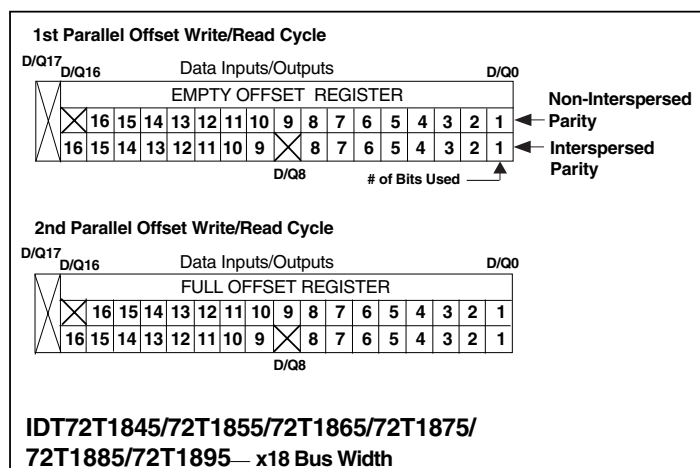 1st Parallel Offset Write/Read Cycle
D/Q17 D/Q16 Data Inputs/Outputs D/Q0
EMPTY OFFSET REGISTER
16 15 14 13 12 11 10 9 8 7 6 5 4 3 2 1 Non-Interspersed Parity
16 15 14 13 12 11 10 9 8 7 6 5 4 3 2 1 Interspersed Parity
D/Q8 # of Bits Used
2nd Parallel Offset Write/Read Cycle
D/Q17 D/Q16 Data Inputs/Outputs D/Q0
FULL OFFSET REGISTER
16 15 14 13 12 11 10 9 8 7 6 5 4 3 2 1
16 15 14 13 12 11 10 9 8 7 6 5 4 3 2 1
D/Q8
IDT72T1845/72T1855/72T1865/72T1875/
72T1885/72T1895— x18 Bus Width